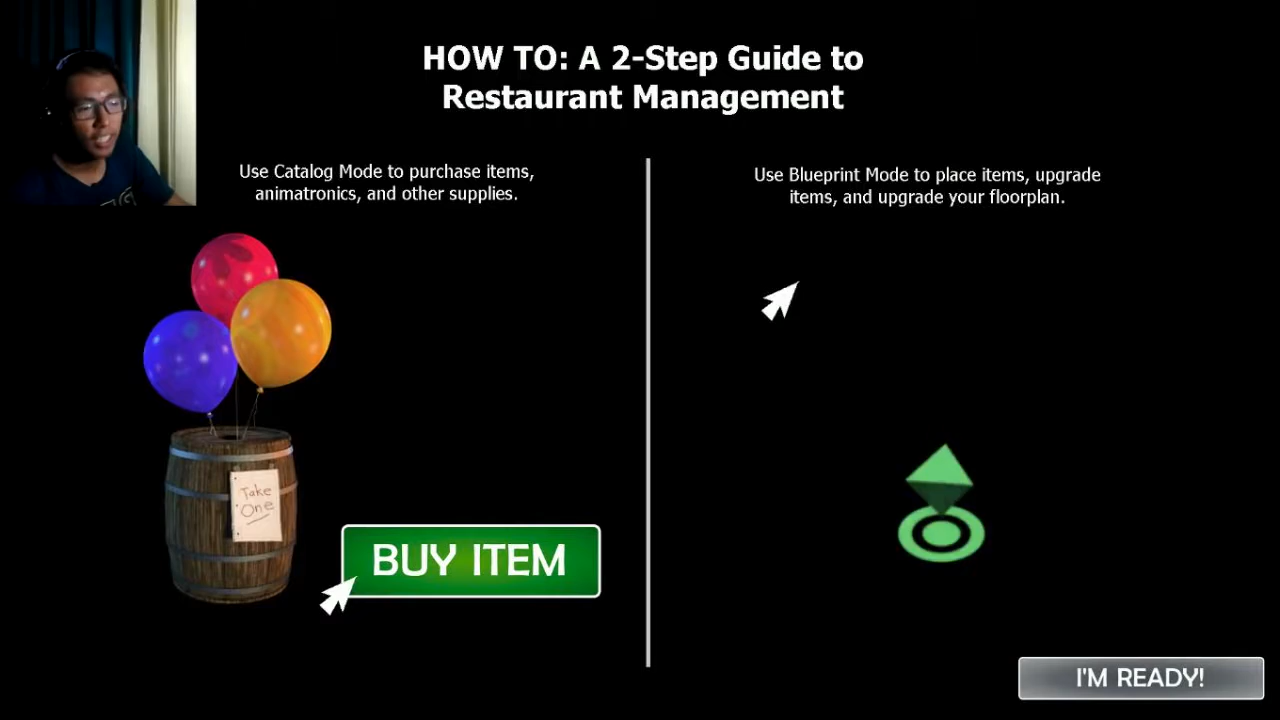 HOW TO: A 2-Step Guide to
Restaurant Management
Use Catalog Mode to purchase items,
animatronics, and other supplies.
Use Blueprint Mode to place items, upgrade
items, and upgrade your floorplan.
Take
One
BUY ITEM
I'M READY!